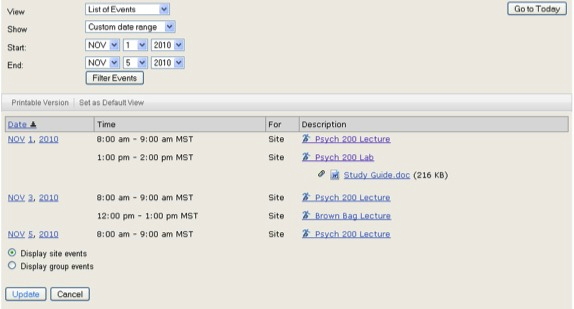 View List of Events Go to Today
Show Custom date range
Start: NOV 1 2010
End: NOV 5 2010
Filter Events
Printable Version Set as Default View
Date Time For Description
NOV 1, 2010 8:00 am - 9:00 am MST Site Psych 200 Lecture
1:00 pm - 2:00 pm MST Site Psych 200 Lab
Study Guide.doc (216 KB)
NOV 3, 2010 8:00 am - 9:00 am MST Site Psych 200 Lecture
12:00 pm - 1:00 pm MST Site Brown Bag Lecture
NOV 5, 2010 8:00 am - 9:00 am MST Site Psych 200 Lecture
Display site events
Display group events
Update Cancel